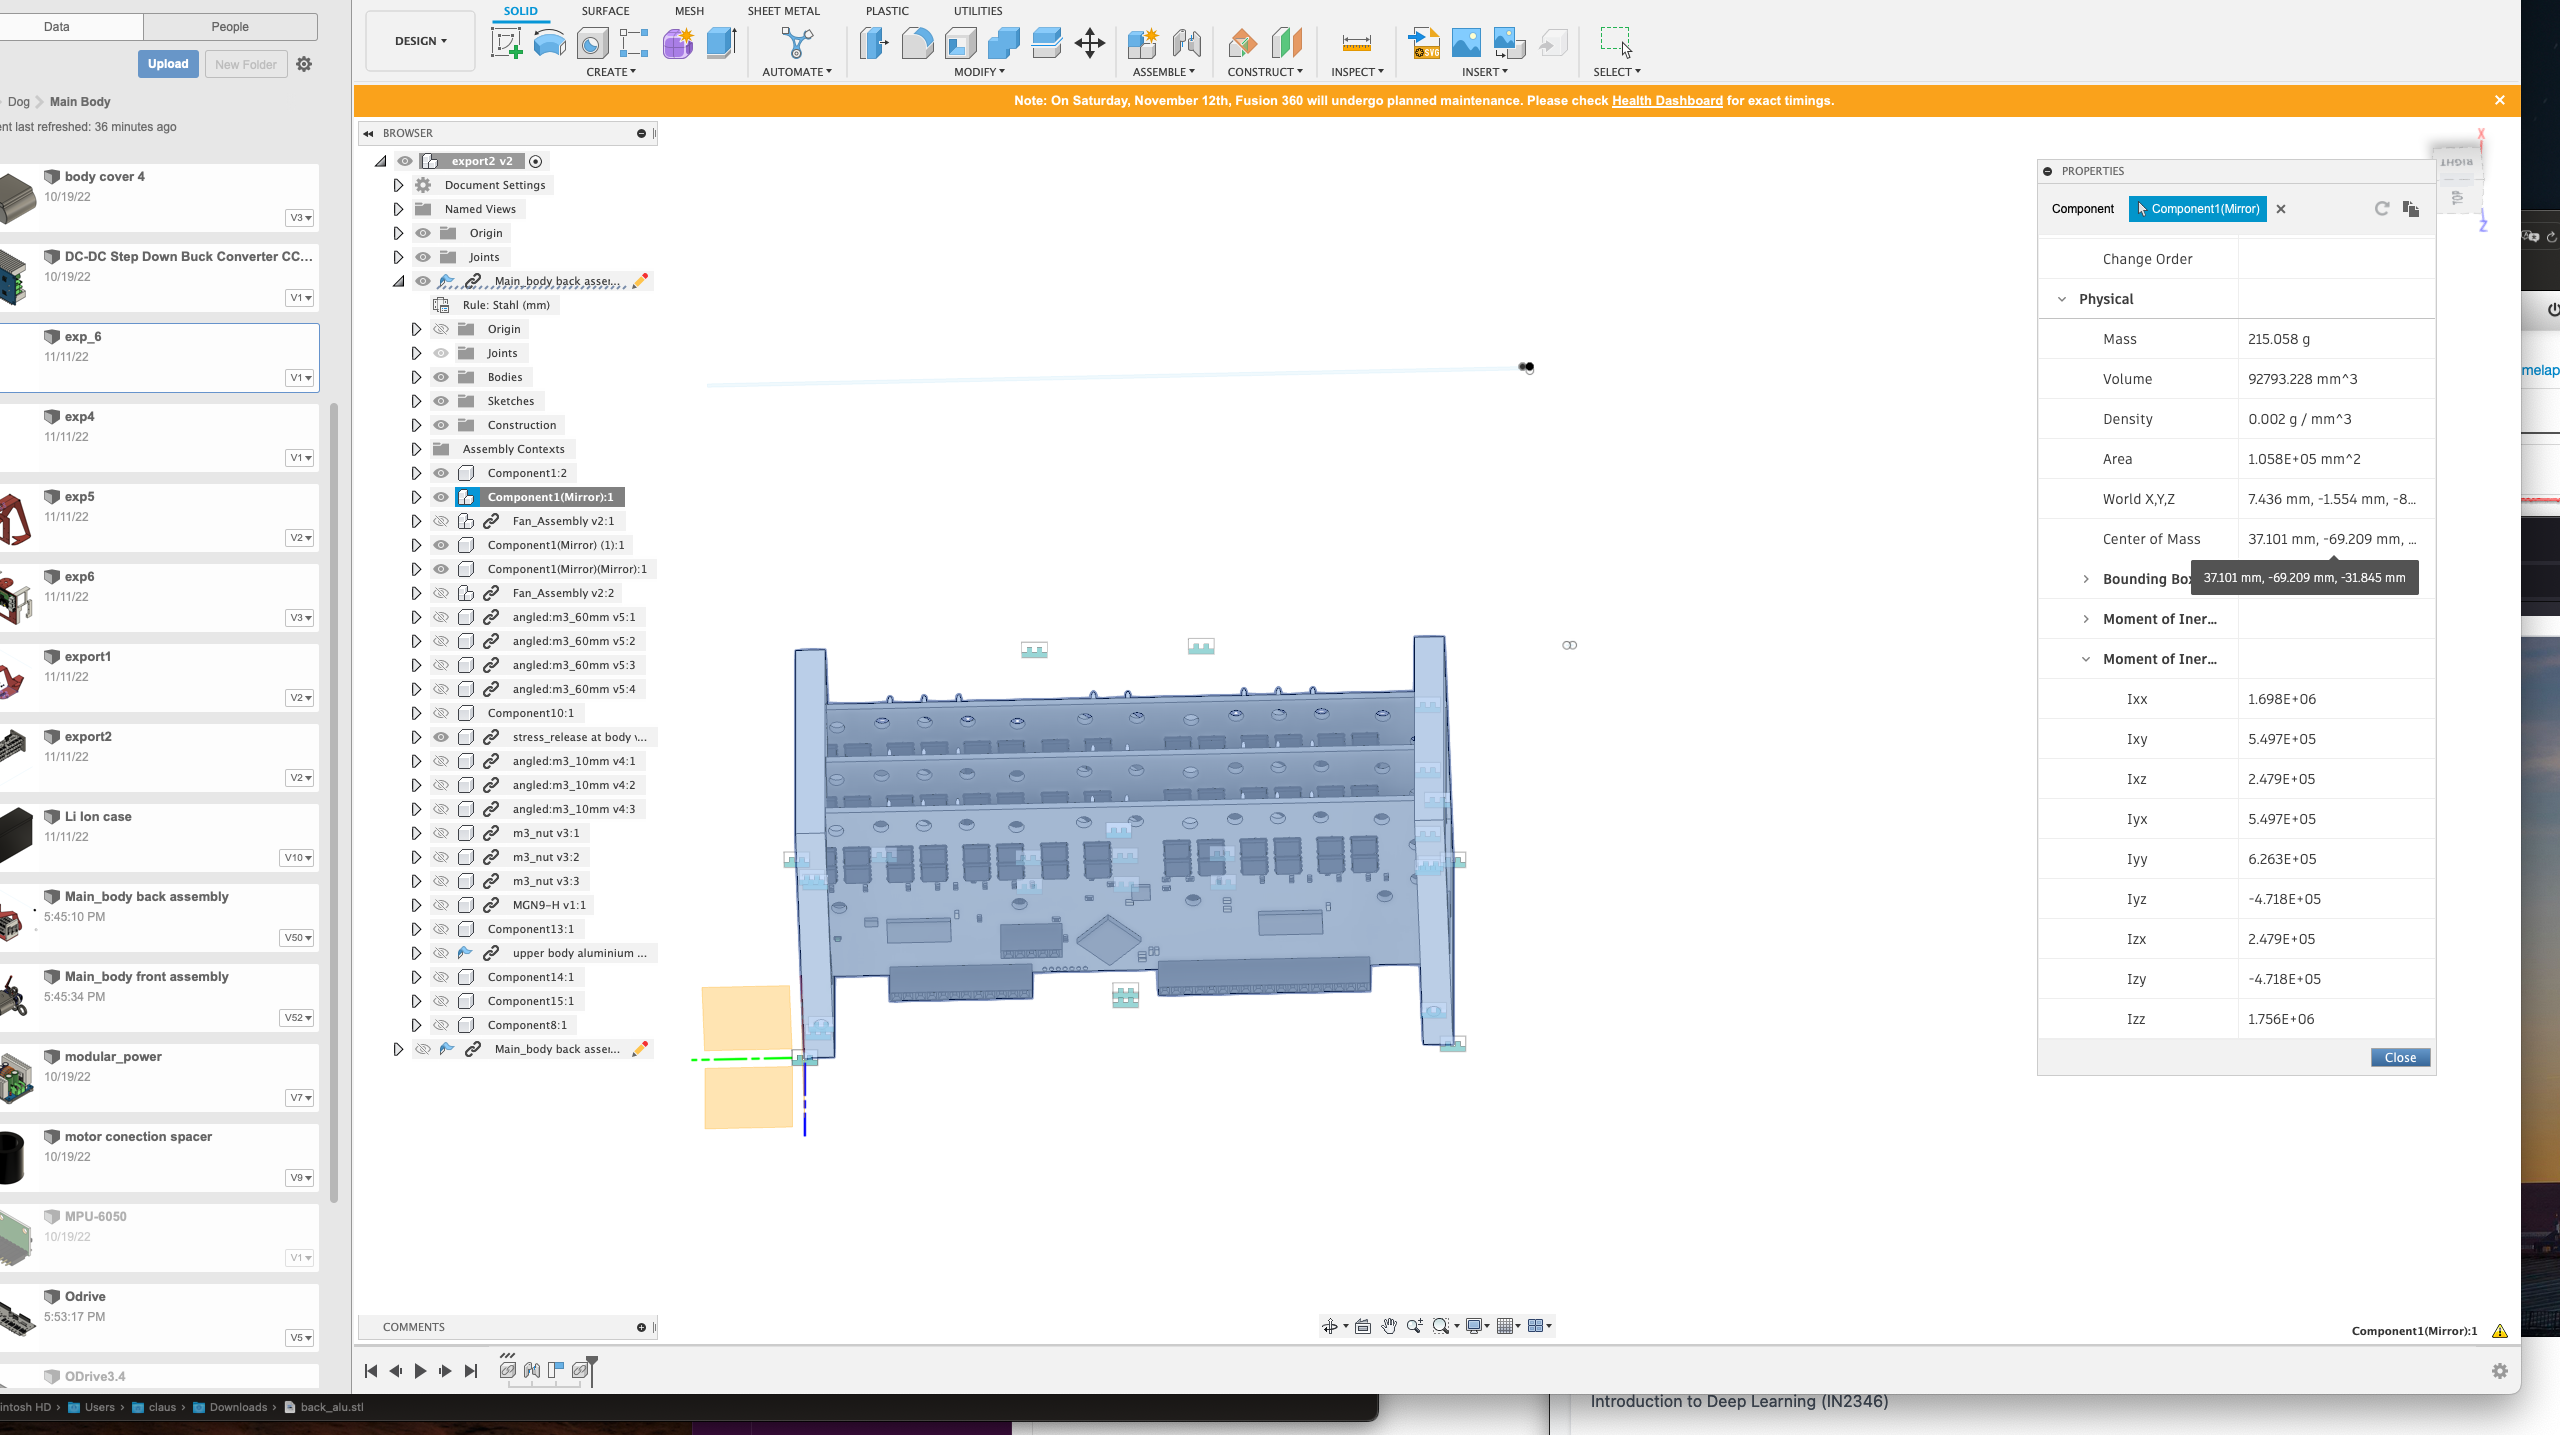 Data
People
Upload
New Folder
Dog
Main Body
nt last refreshed: 36 minutes ago
body cover 4
10/19/22
V3
DC-DC Step Down Buck Converter CC...
10/19/22
V1
exp_6
11/11/22
V1
exp4
11/11/22
V1
exp5
11/11/22
V2
exp6
11/11/22
V3
export1
11/11/22
V2
export2
11/11/22
V2
Li Ion case
11/11/22
V10
Main_body back assembly
5:45:10 PM
V50
Main_body front assembly
5:45:34 PM
V52
modular_power
10/19/22
V7
motor conection spacer
10/19/22
V9
MPU-6050
10/19/22
V1
Odrive
5:53:17 PM
V5
ODrive3.4
DESIGN
SOLID
SURFACE
MESH
SHEET METAL
PLASTIC
UTILITIES
CREATE
AUTOMATE
MODIFY
ASSEMBLE
CONSTRUCT
INSPECT
INSERT
SELECT
Note: On Saturday, November 12th, Fusion 360 will undergo planned maintenance. Please check Health Dashboard for exact timings.
BROWSER
export2 v2
Document Settings
Named Views
Origin
Joints
Main_body back asser...
Rule: Stahl (mm)
Origin
Joints
Bodies
Sketches
Construction
Assembly Contexts
Component1:2
Component1(Mirror):1
Fan_Assembly v2:1
Component1(Mirror) (1):1
Component1(Mirror)(Mirror):1
Fan_Assembly v2:2
angled:m3_60mm v5:1
angled:m3_60mm v5:2
angled:m3_60mm v5:3
angled:m3_60mm v5:4
Component10:1
stress_release at body v...
angled:m3_10mm v4:1
angled:m3_10mm v4:2
angled:m3_10mm v4:3
m3_nut v3:1
m3_nut v3:2
m3_nut v3:3
MGN9-H v1:1
Component13:1
upper body aluminium ...
Component14:1
Component15:1
Component8:1
Main_body back asser...
COMMENTS
X
RIGHT
TOP
Z
PROPERTIES
Component
Component1(Mirror)
Change Order
Physical
Mass
215.058 g
Volume
92793.228 mm^3
Density
0.002 g / mm^3
Area
1.058E+05 mm^2
World X,Y,Z
7.436 mm, -1.554 mm, -8...
Center of Mass
37.101 mm, -69.209 mm, ...
37.101 mm, -69.209 mm, -31.845 mm
Bounding Box
Moment of Iner...
Moment of Iner...
Ixx
1.698E+06
Ixy
5.497E+05
Ixz
2.479E+05
Iyx
5.497E+05
Iyy
6.263E+05
Iyz
-4.718E+05
Izx
2.479E+05
Izy
-4.718E+05
Izz
1.756E+06
Close
Component1(Mirror):1
melap
intosh HD
Users
claus
Downloads
back_alu.stl
Introduction to Deep Learning (IN2346)